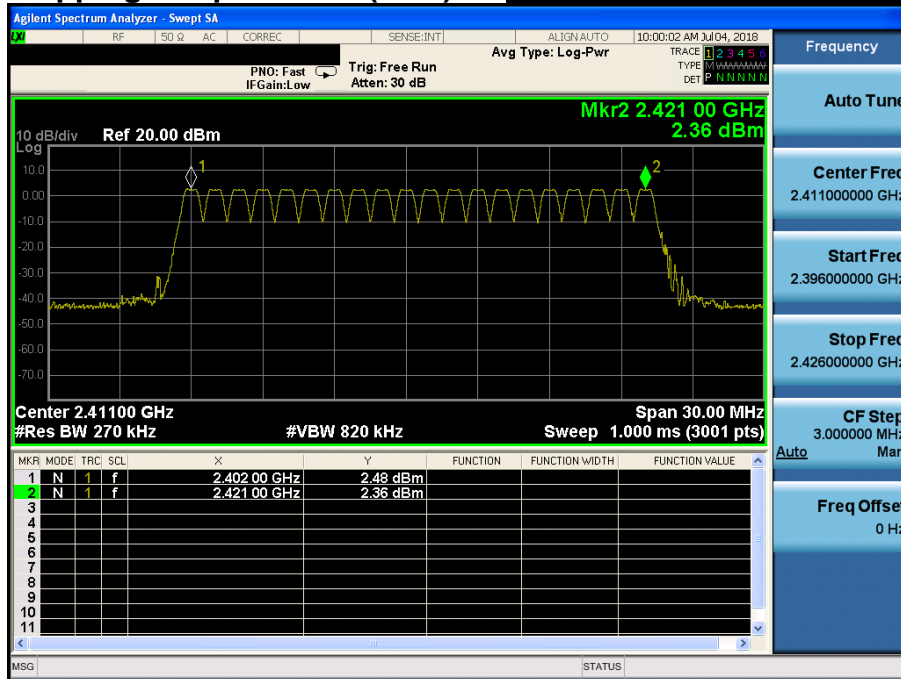 Agilent Spectrum Analyzer - Swept SA
LXI RF 50 Ω AC CORREC SENSE:INT ALIGN AUTO 10:00:02 AM Jul 04, 2018
Avg Type: Log-Pwr
TRACE 1 2 3 4 5 6
PNO: Fast Trig: Free Run TYPE M WWWWW
IFGain:Low Atten: 30 dB DET P N N N N N
Mkr2 2.421 00 GHz
2.36 dBm
10 dB/div Ref 20.00 dBm
Log
10.0
0.00
-10.0
-20.0
-30.0
-40.0
-50.0
-60.0
-70.0
1
2
Center 2.41100 GHz Span 30.00 MHz
#Res BW 270 kHz #VBW 820 kHz Sweep 1.000 ms (3001 pts)
MKR MODE TRC SCL X Y FUNCTION FUNCTION WIDTH FUNCTION VALUE
1 N 1 f 2.402 00 GHz 2.48 dBm
2 N 1 f 2.421 00 GHz 2.36 dBm
3
4
5
6
7
8
9
10
11
MSG STATUS
Frequency
Auto Tune
Center Freq
2.411000000 GHz
Start Freq
2.396000000 GHz
Stop Freq
2.426000000 GHz
CF Step
3.000000 MHz
Auto Man
Freq Offset
0 Hz